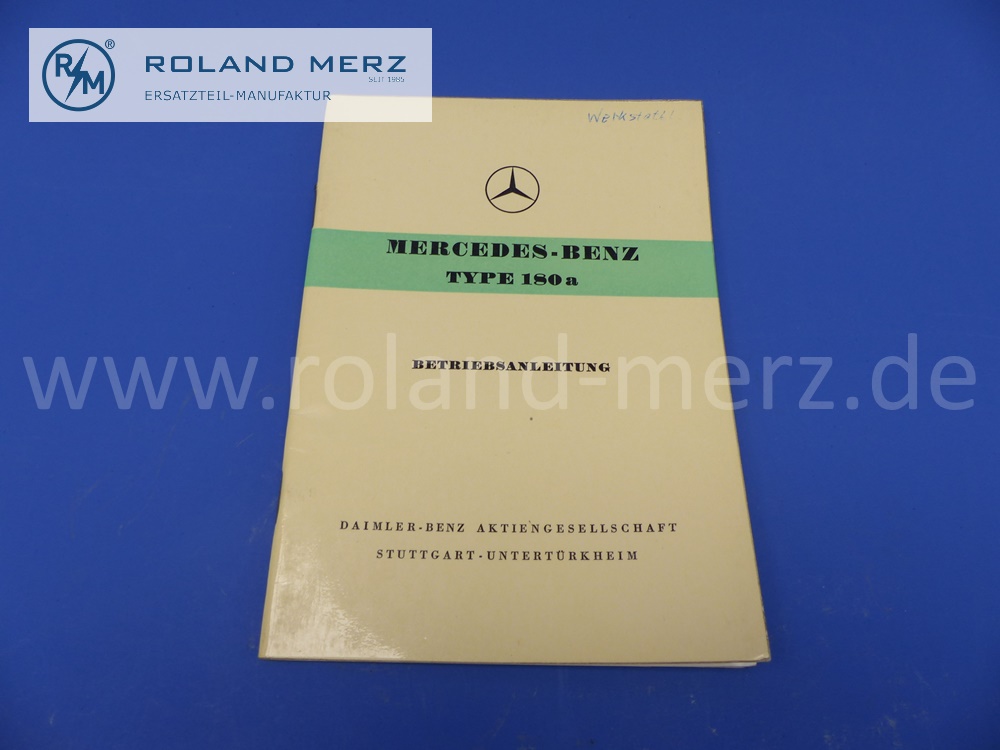 RM®
ROLAND MERZ
SEIT 1985
ERSATZTEIL-MANUFAKTUR
Werkstatt!
MERCEDES-BENZ
TYPE 180a
BETRIEBSANLEITUNG
www.roland-merz.de
DAIMLER-BENZ AKTIENGESELLSCHAFT
STUTTGART-UNTERTÜRKHEIM